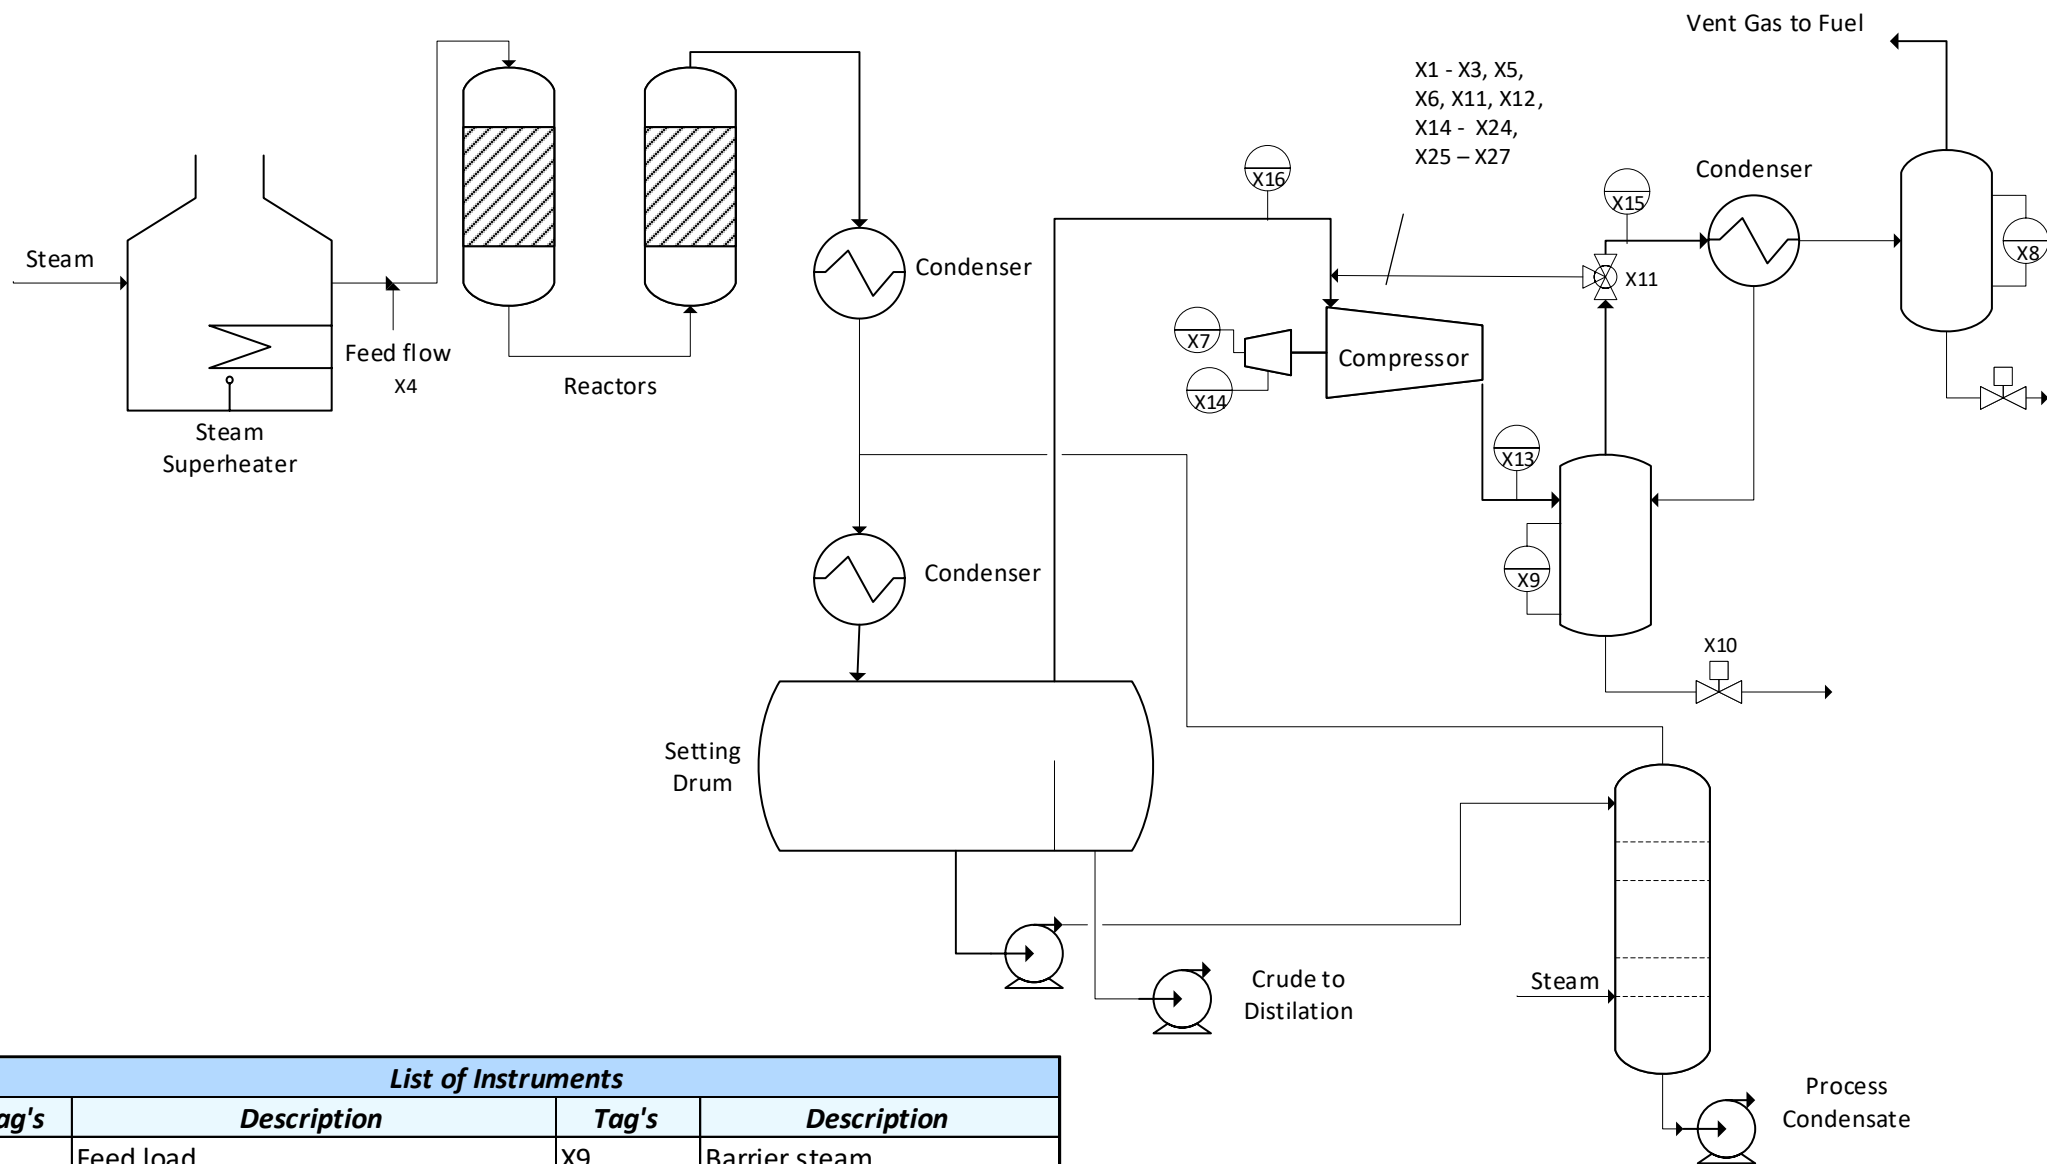 Vent Gas to Fuel
X1 - X3, X5,
X6, X11, X12,
X14 - X24,
X25 – X27
X16
X15
Condenser
X8
Steam
Condenser
X11
X7
Compressor
X14
Feed flow
X4
Reactors
Steam
Superheater
X13
X9
Condenser
X10
Setting
Drum
Steam
Crude to
Distilation
Process
Condensate
List of Instruments
Description
Tag's
Description
Feed load
X9
Barrier steam